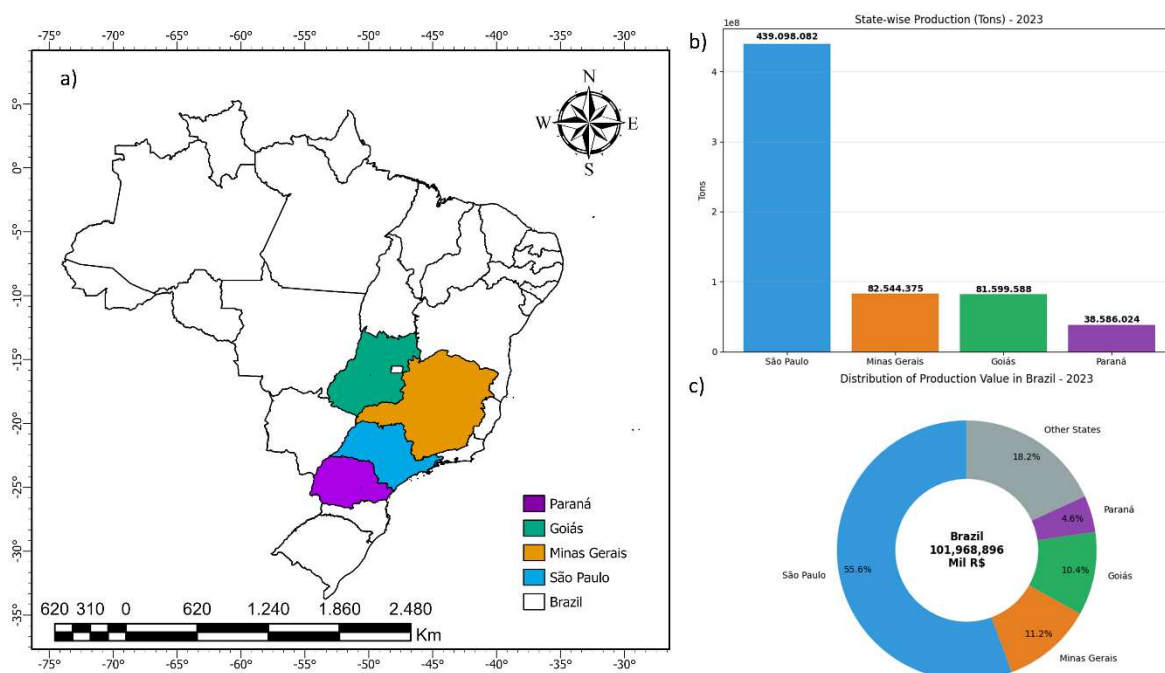 a)
-75° -70° -65° -60° -55° -50° -45° -40° -35° -30°
5°
0°
-5°
-10°
-15°
-20°
-25°
-30°
-35°
N
W E
S
Paraná
Goiás
Minas Gerais
São Paulo
Brazil
620 310 0 620 1.240 1.860 2.480
Km
-75° -70° -65° -60° -55° -50° -45° -40° -35° -30°
b)
State-wise Production (Tons) - 2023
1e8
439.098.082
82.544.375
81.599.588
38.586.024
Tons
4
3
2
1
0
São Paulo Minas Gerais Goiás Paraná
c)
Distribution of Production Value in Brazil - 2023
Other States
18.2%
Paraná
4.6%
Goiás
10.4%
Minas Gerais
11.2%
São Paulo
55.6%
Brazil
101,968,896
Mil R$